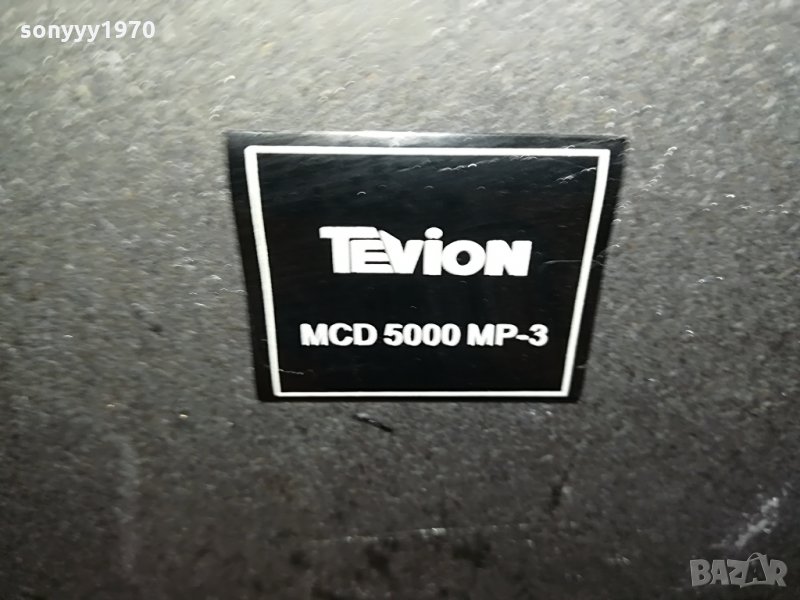 sonyyy1970
TEViON
MCD 5000 MP-3
BAZAR